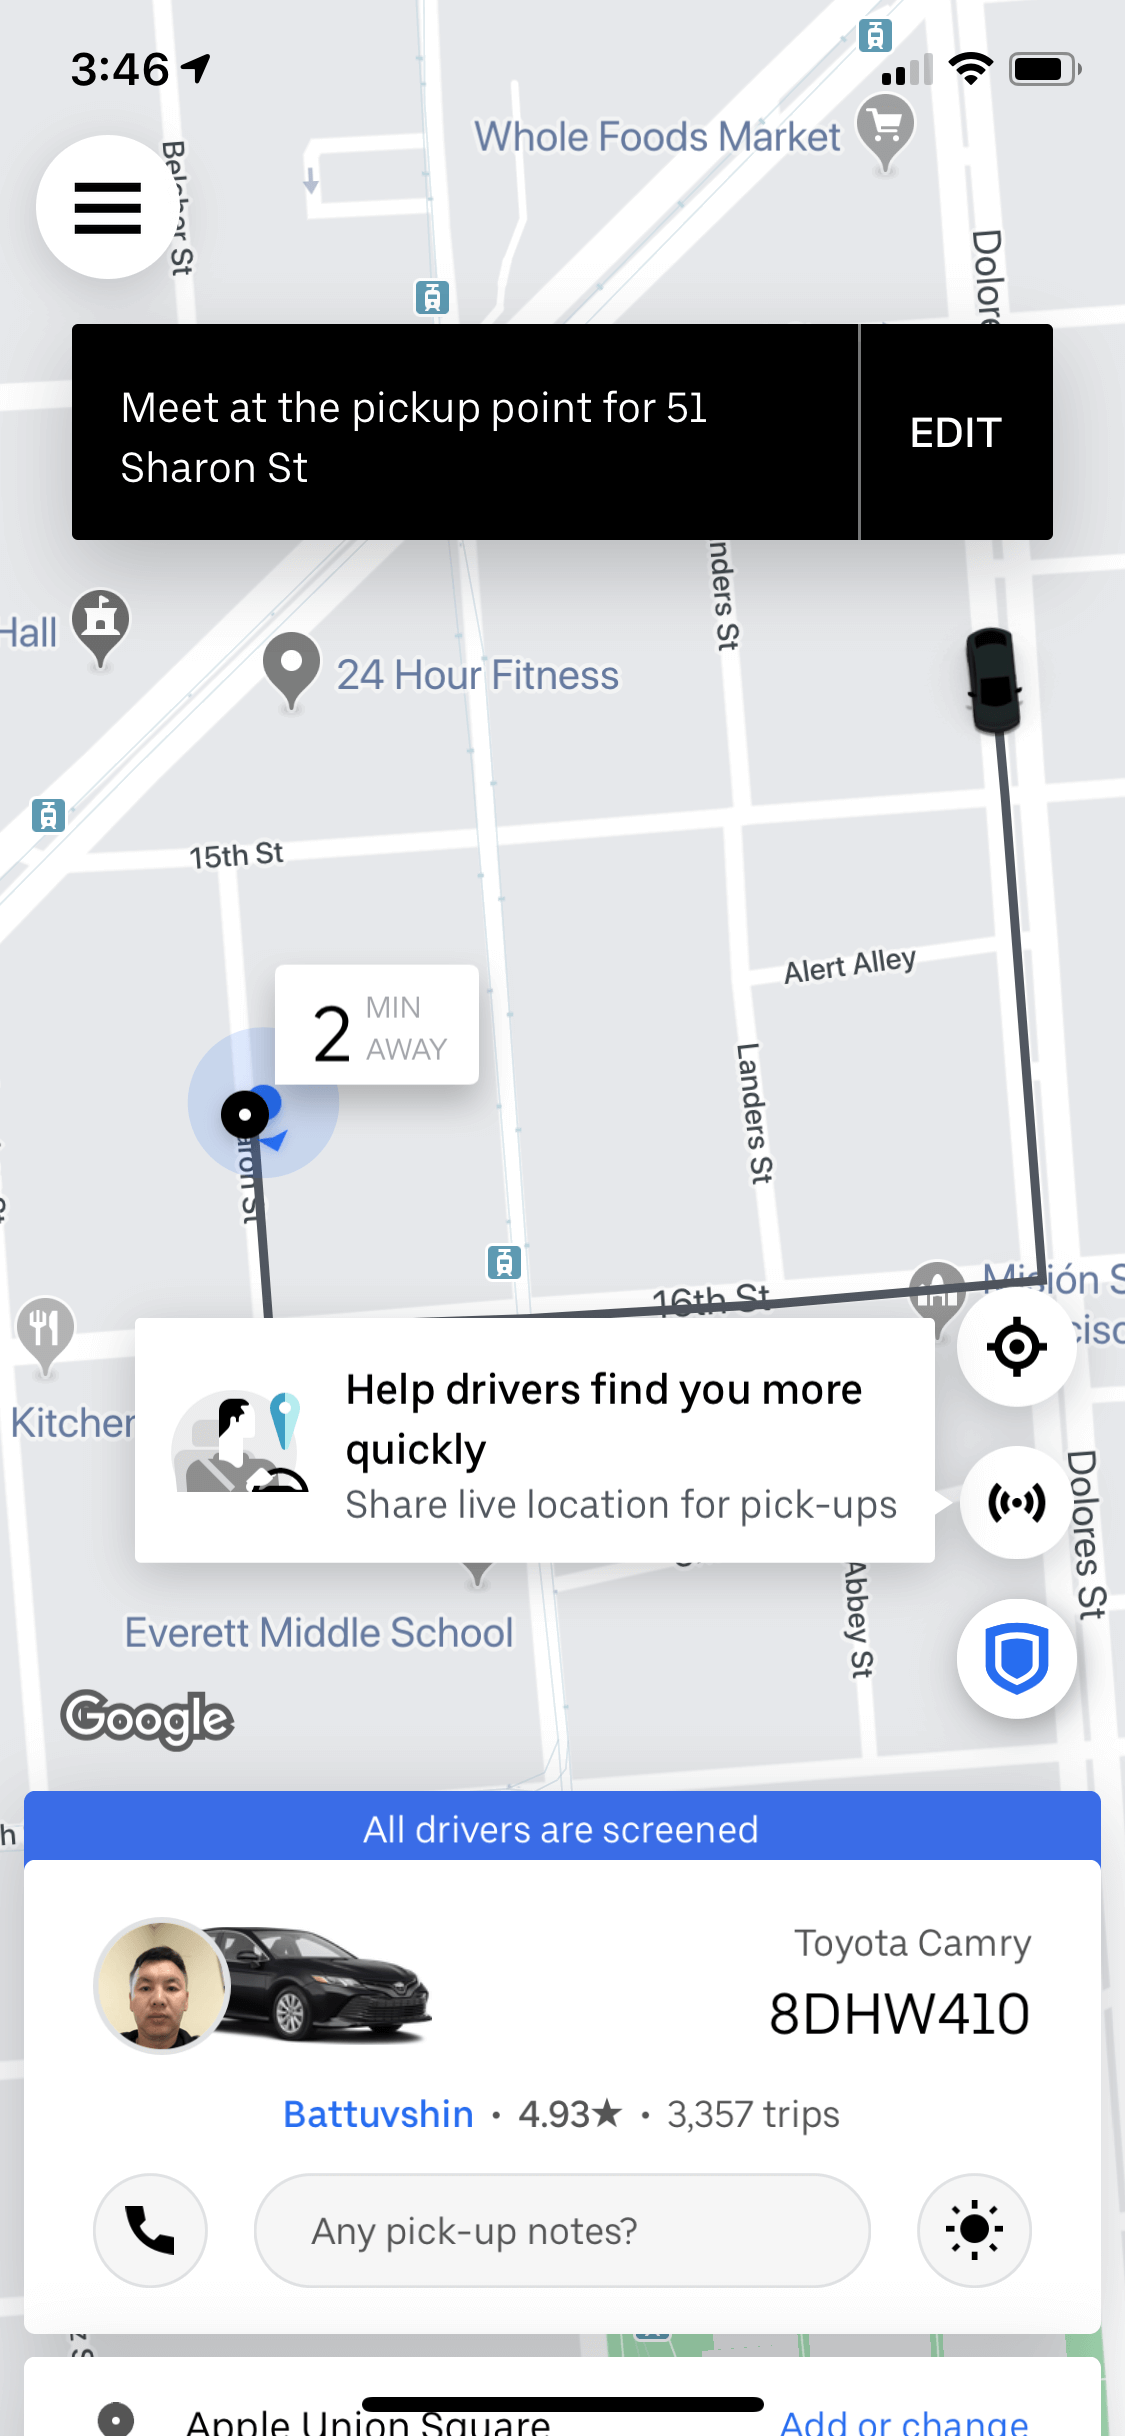 3:46
Whole Foods Market
Belcher St
Dolore
Meet at the pickup point for 51
Sharon St
EDIT
nders St
Hall
24 Hour Fitness
15th St
Alert Alley
2 MIN
AWAY
Landers St
aron St
16th St
Misión S
cisc
Help drivers find you more
quickly
Share live location for pick-ups
Kitchen
Dolores St
Abbey St
Everett Middle School
Google
h
All drivers are screened
Toyota Camry
8DHW410
Battuvshin • 4.93★ • 3,357 trips
Any pick-up notes?
Apple Union Square
Add or change